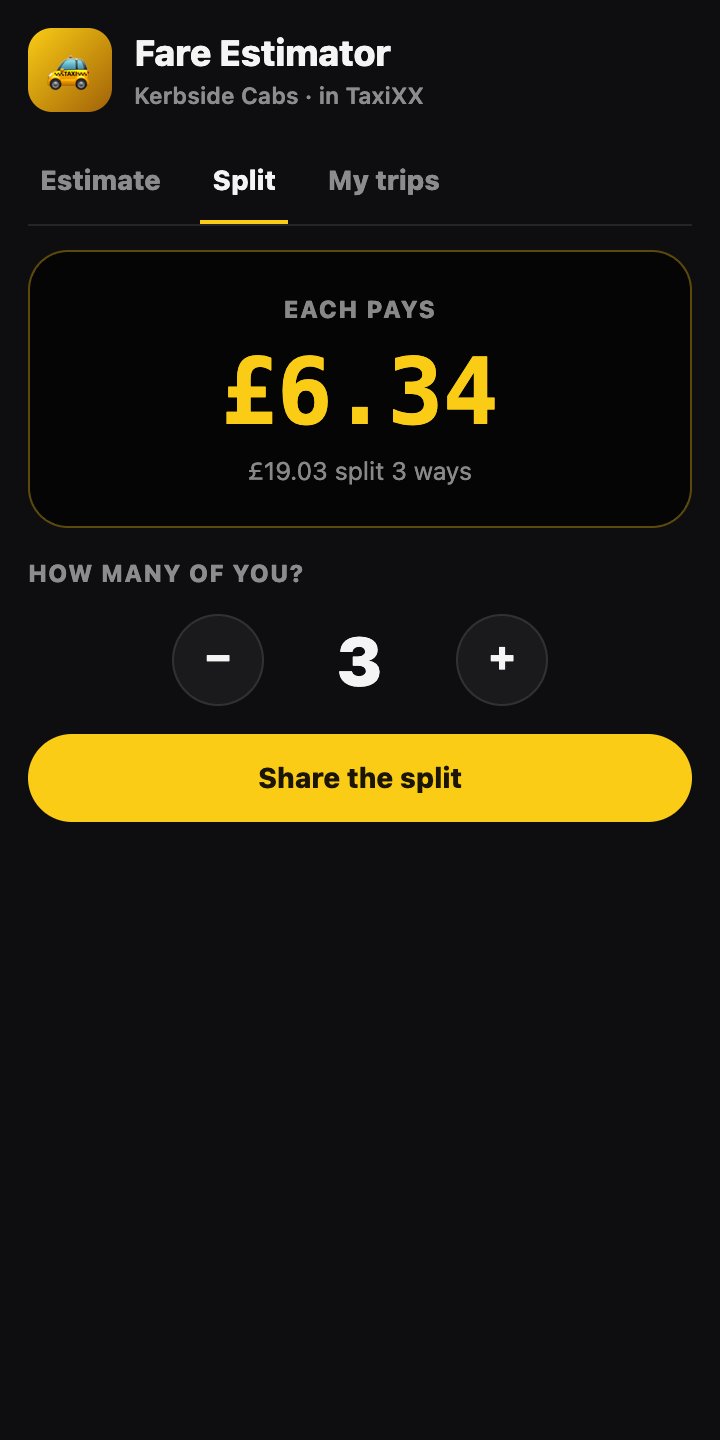 TAXI
Fare Estimator
Kerbside Cabs · in TaxiXX
Estimate Split My trips
EACH PAYS
£6.34
£19.03 split 3 ways
HOW MANY OF YOU?
− 3 +
Share the split